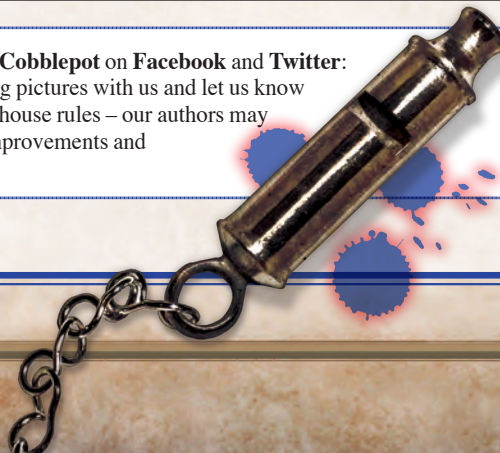 Cobblepot on Facebook and Twitter:
g pictures with us and let us know
house rules – our authors may
provements and